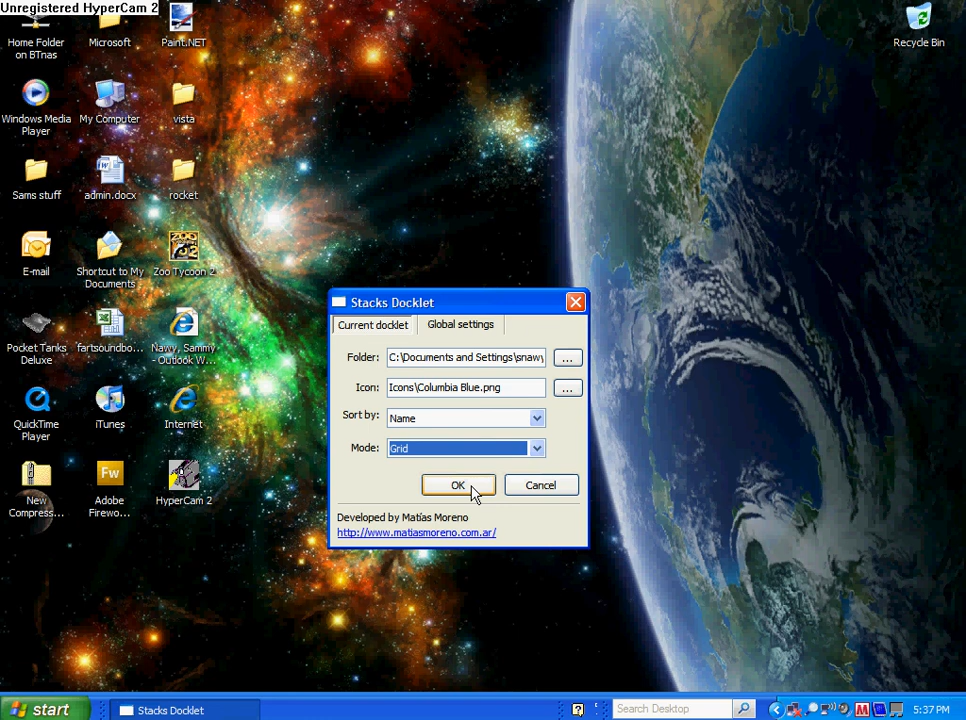 Unregistered HyperCam 2
Home Folder
on BTnas
Microsoft
Paint.NET
Recycle Bin
Windows Media
Player
My Computer
vista
Sams stuff
admin.docx
rocket
E-mail
Shortcut to My
Documents
Zoo Tycoon 2
Pocket Tanks
Deluxe
fartsoundbo...
Nawy, Sammy
- Outlook W...
QuickTime
Player
iTunes
Internet
New
Compress...
Adobe
Firewo...
HyperCam 2
Stacks Docklet
Current docklet
Global settings
Folder:
C:\Documents and Settings\snawy
...
Icon:
Icons\Columbia Blue.png
...
Sort by:
Name
Mode:
Grid
OK
Cancel
Developed by Matías Moreno
http://www.matiasmoreno.com.ar/
start
Stacks Docklet
Search Desktop
5:37 PM